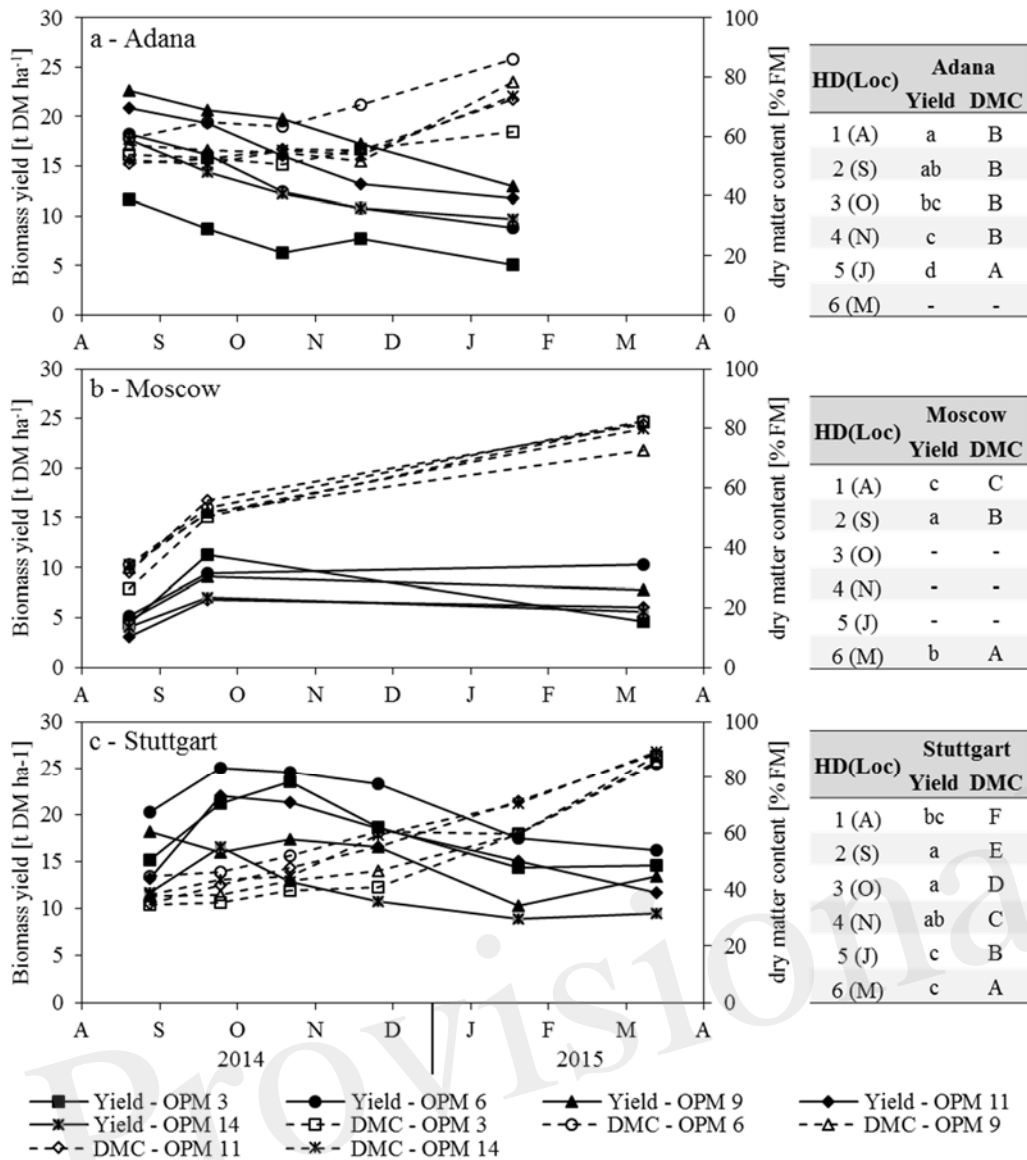 30
25
20
15
10
5
0
Biomass yield [t DM ha-1]
a - Adana
100
80
60
40
20
0
dry matter content [% FM]
A S O N D J F M A
HD(Loc) Adana
Yield DMC
1 (A) a B
2 (S) ab B
3 (O) bc B
4 (N) c B
5 (J) d A
6 (M) - -
30
25
20
15
10
5
0
Biomass yield [t DM ha-1]
b - Moscow
100
80
60
40
20
0
dry matter content [% FM]
A S O N D J F M A
HD(Loc) Moscow
Yield DMC
1 (A) c C
2 (S) a B
3 (O) - -
4 (N) - -
5 (J) - -
6 (M) b A
30
25
20
15
10
5
0
Biomass yield [t DM ha-1]
c - Stuttgart
100
80
60
40
20
0
dry matter content [% FM]
A S O N D J F M A
2014 2015
HD(Loc) Stuttgart
Yield DMC
1 (A) bc F
2 (S) a E
3 (O) a D
4 (N) ab C
5 (J) c B
6 (M) c A
Yield - OPM 3 Yield - OPM 6 Yield - OPM 9 Yield - OPM 11
Yield - OPM 14 DMC - OPM 3 DMC - OPM 6 DMC - OPM 9
DMC - OPM 11 DMC - OPM 14
Provisiona